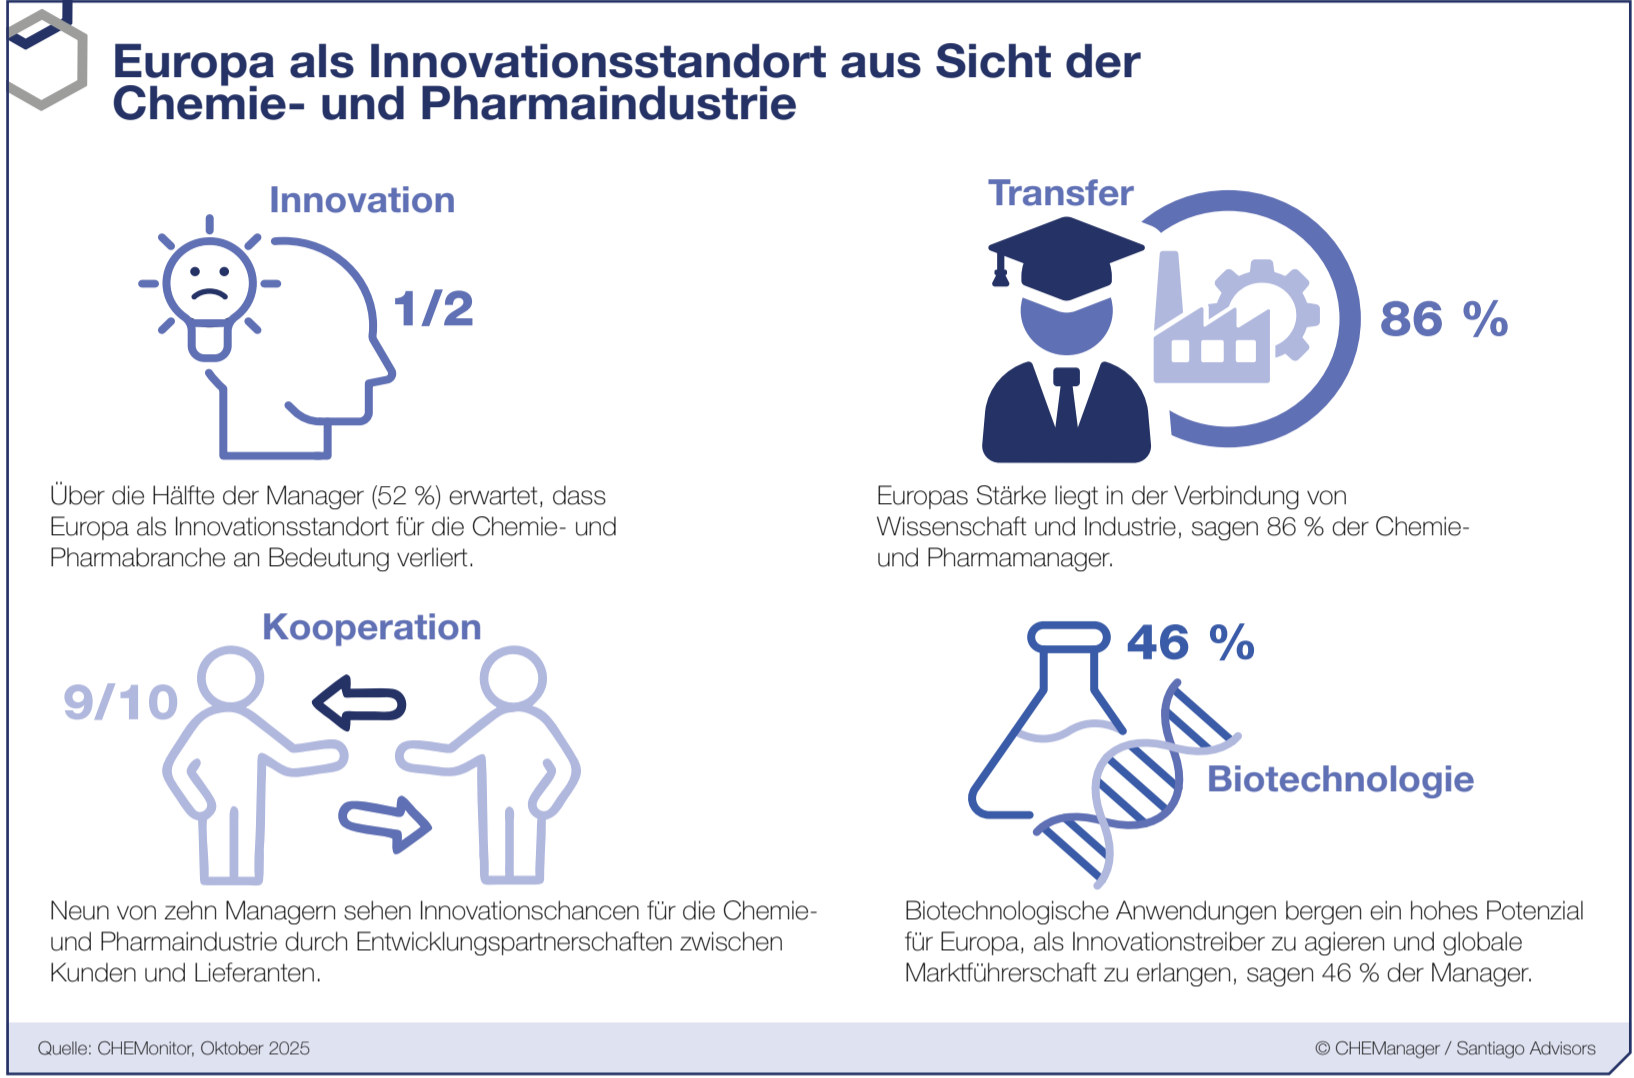 Europa als Innovationsstandort aus Sicht der
Chemie- und Pharmaindustrie
Innovation
1/2
Über die Hälfte der Manager (52 %) erwartet, dass
Europa als Innovationsstandort für die Chemie- und
Pharmabranche an Bedeutung verliert.
Transfer
86 %
Europas Stärke liegt in der Verbindung von
Wissenschaft und Industrie, sagen 86 % der Chemie-
und Pharmamanager.
Kooperation
9/10
Neun von zehn Managern sehen Innovationschancen für die Chemie-
und Pharmaindustrie durch Entwicklungspartnerschaften zwischen
Kunden und Lieferanten.
46 %
Biotechnologie
Biotechnologische Anwendungen bergen ein hohes Potenzial
für Europa, als Innovationstreiber zu agieren und globale
Marktführerschaft zu erlangen, sagen 46 % der Manager.
Quelle: CHEMonitor, Oktober 2025
© CHEManager / Santiago Advisors